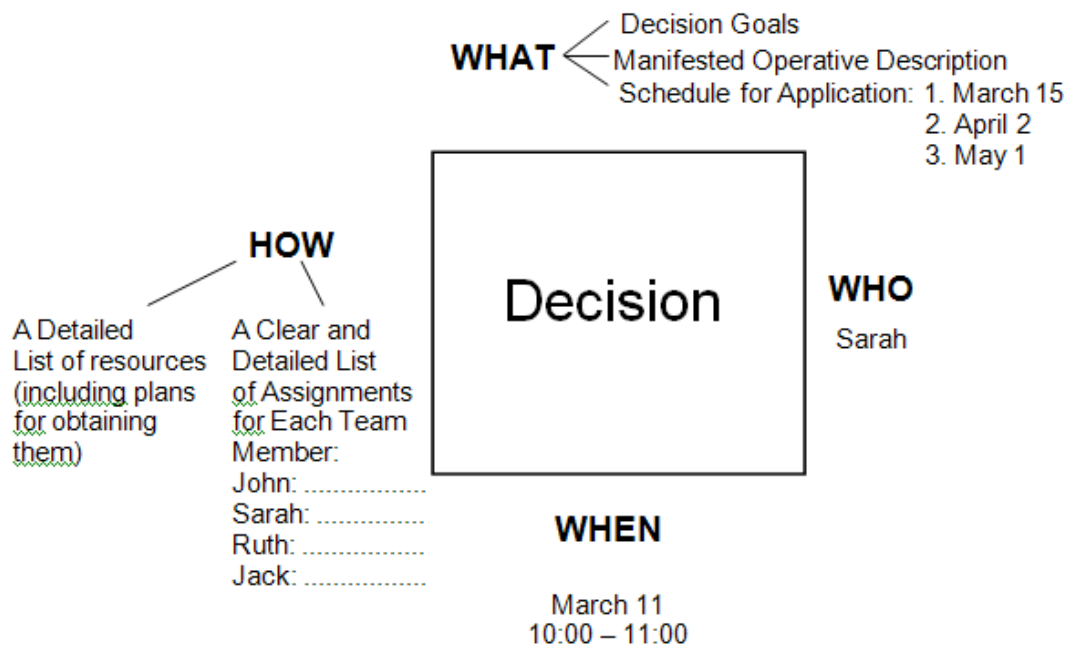 WHAT
Decision Goals
Manifested Operative Description
Schedule for Application: 1. March 15
2. April 2
3. May 1
HOW
A Detailed
List of resources
(including plans
for obtaining
them)
A Clear and
Detailed List
of Assignments
for Each Team
Member:
John: .................
Sarah: ...............
Ruth: .................
Jack: .................
Decision
WHO
Sarah
WHEN
March 11
10:00 – 11:00